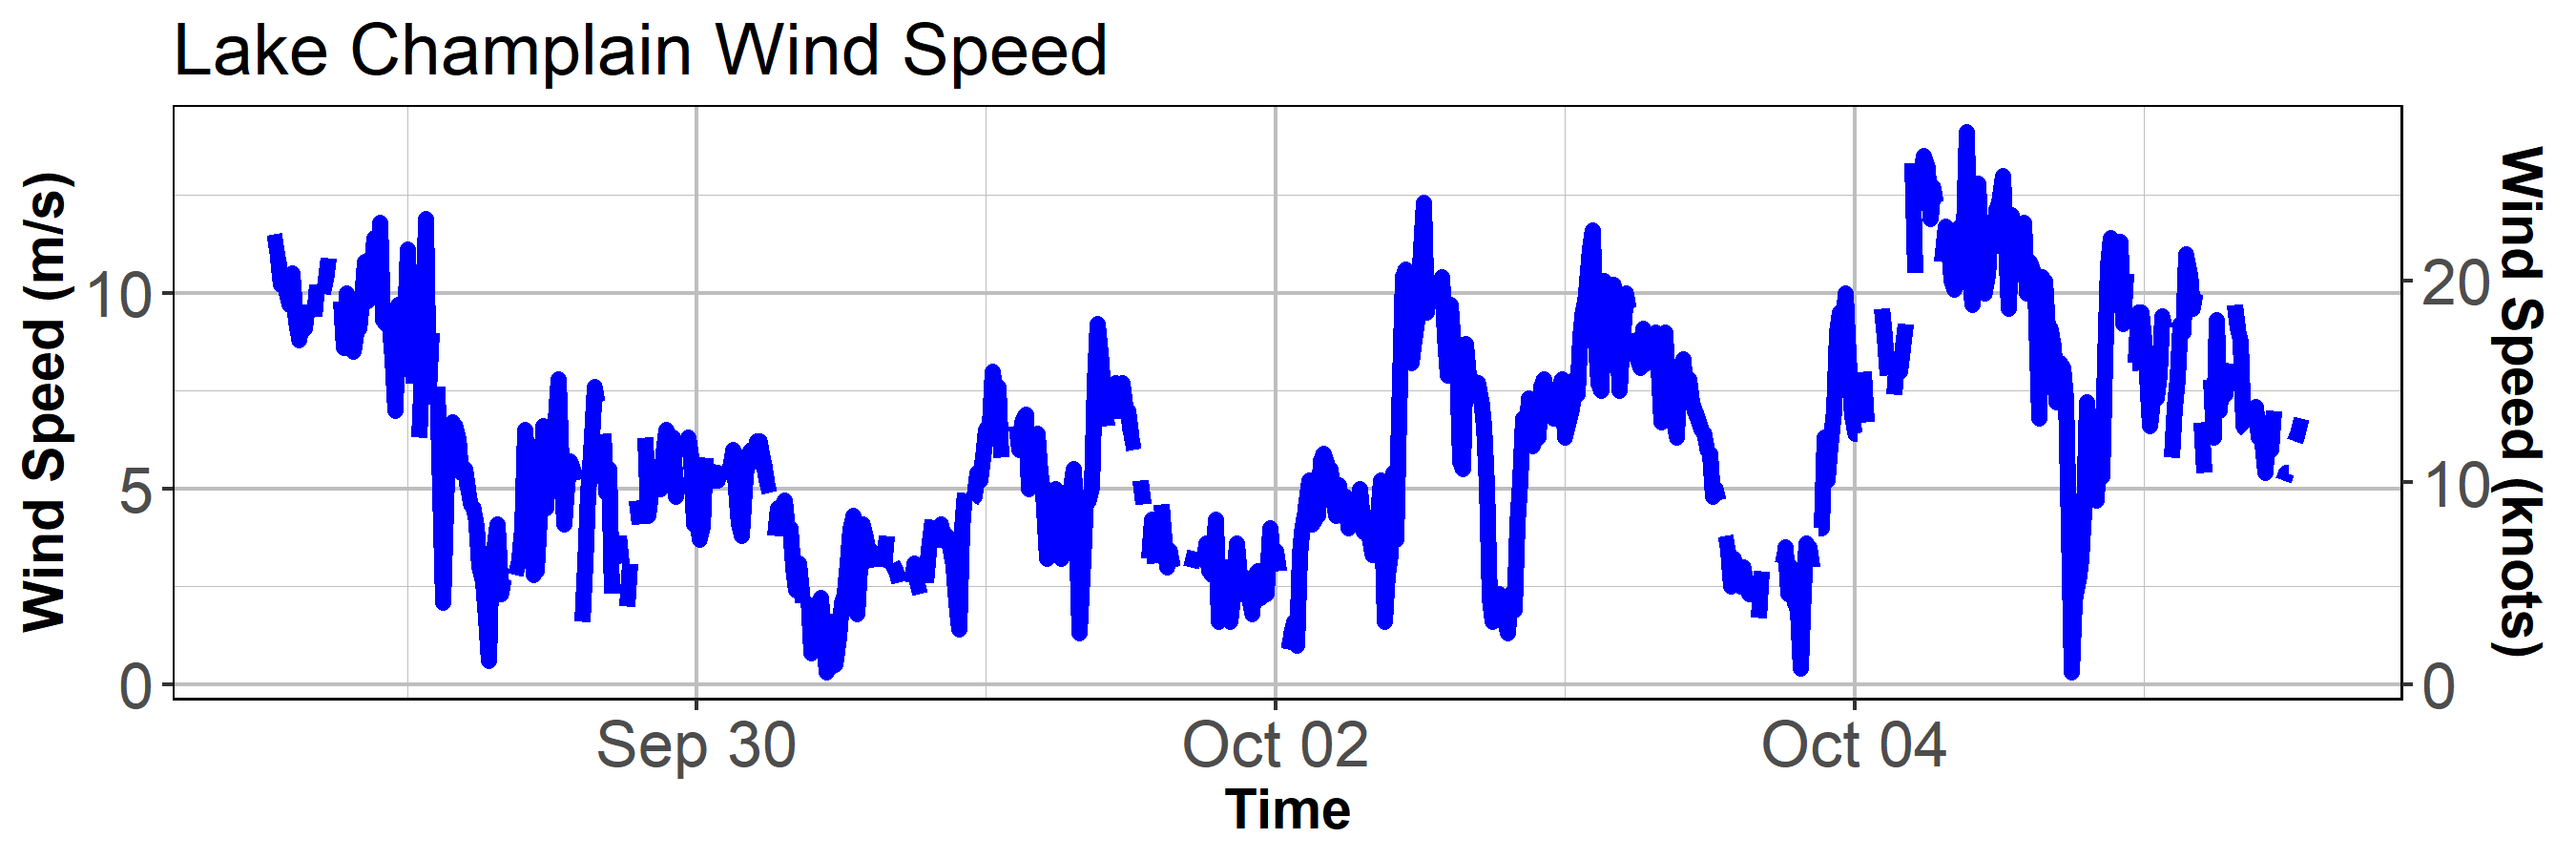 Lake Champlain Wind Speed
Wind Speed (m/s)
10
5
0
20
10
0
Wind Speed (knots)
Sep 30
Oct 02
Oct 04
Time